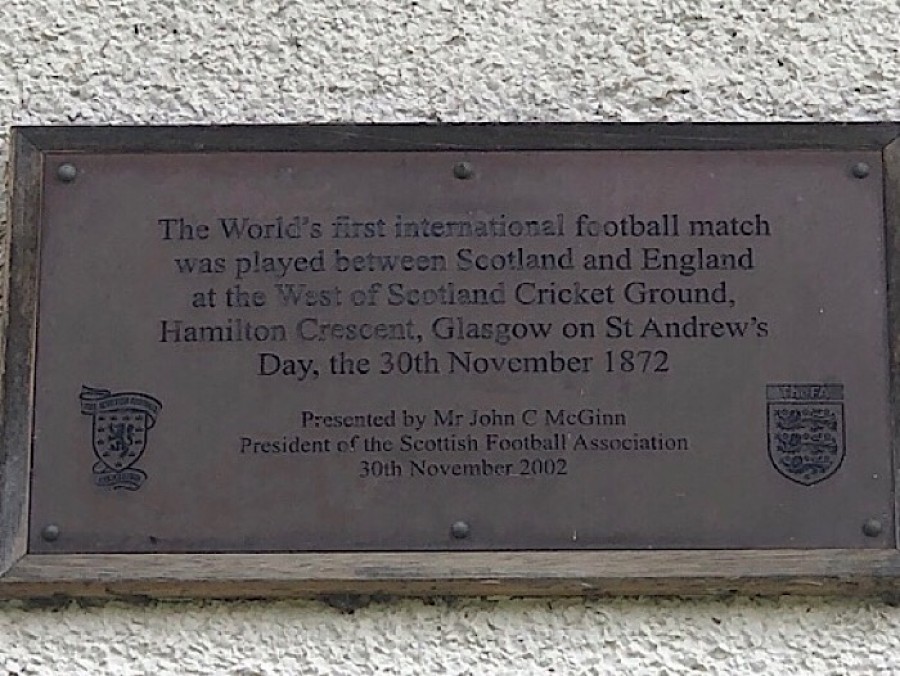 The World's first international football match
was played between Scotland and England
at the West of Scotland Cricket Ground,
Hamilton Crescent, Glasgow on St Andrew's
Day, the 30th November 1872
Presented by Mr John C McGinn
President of the Scottish Football Association
30th November 2002
THE FA